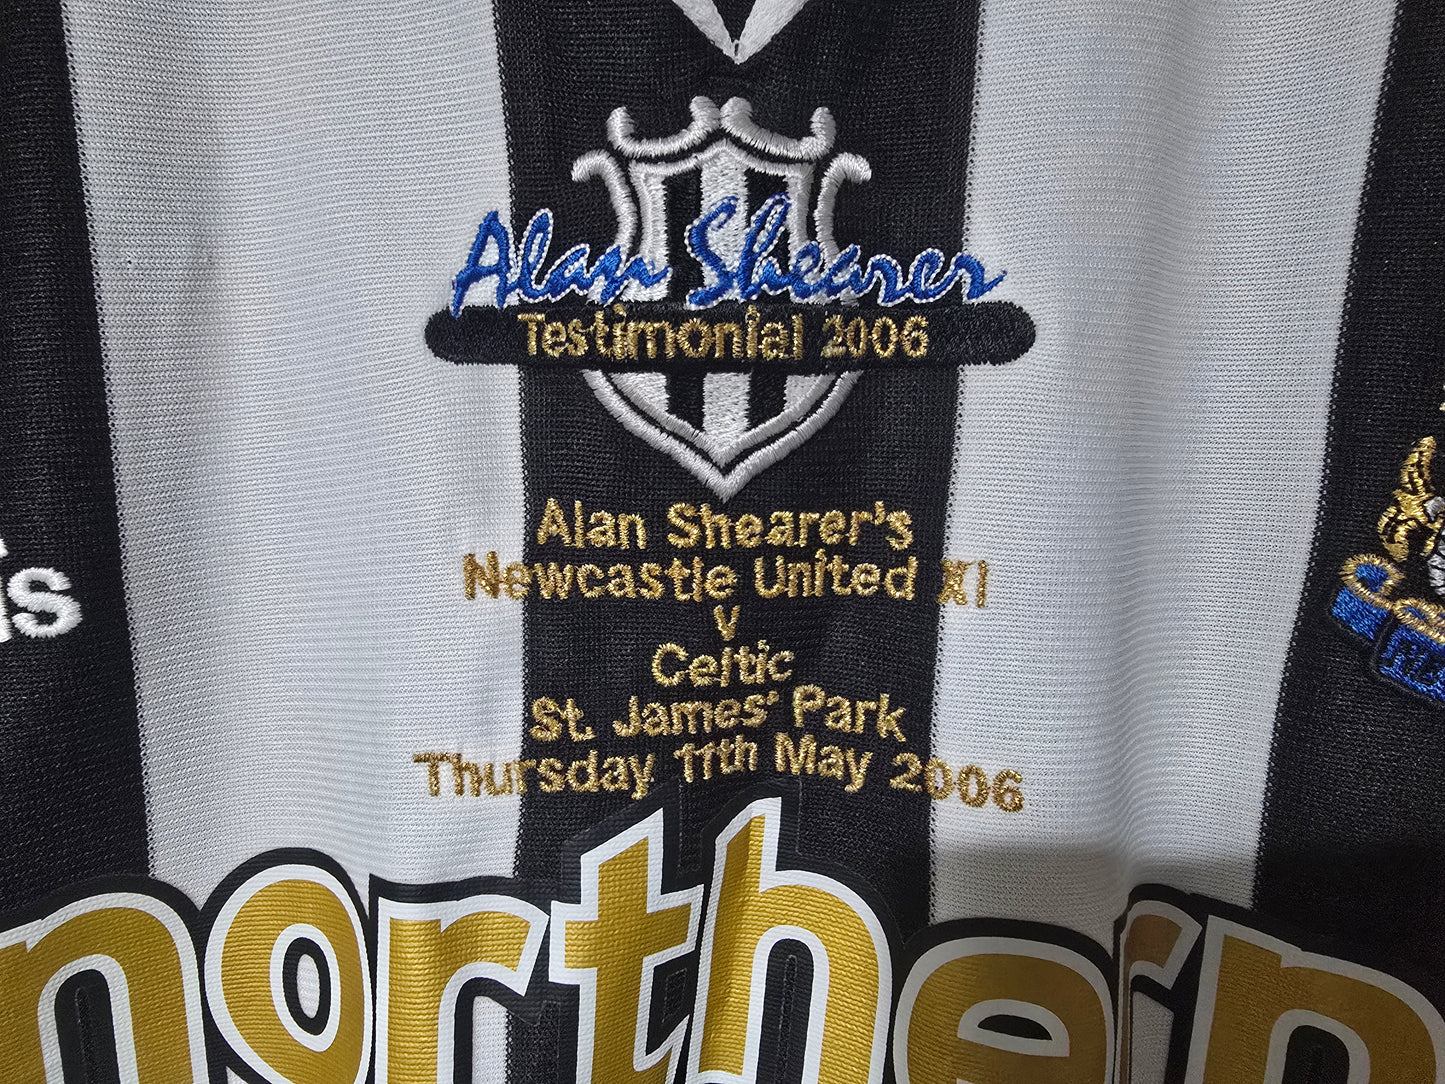 Alan Shearer
Testimonial 2006
Alan Shearer's
Newcastle United XI
v
Celtic
St. James' Park
Thursday 11th May 2006
northern